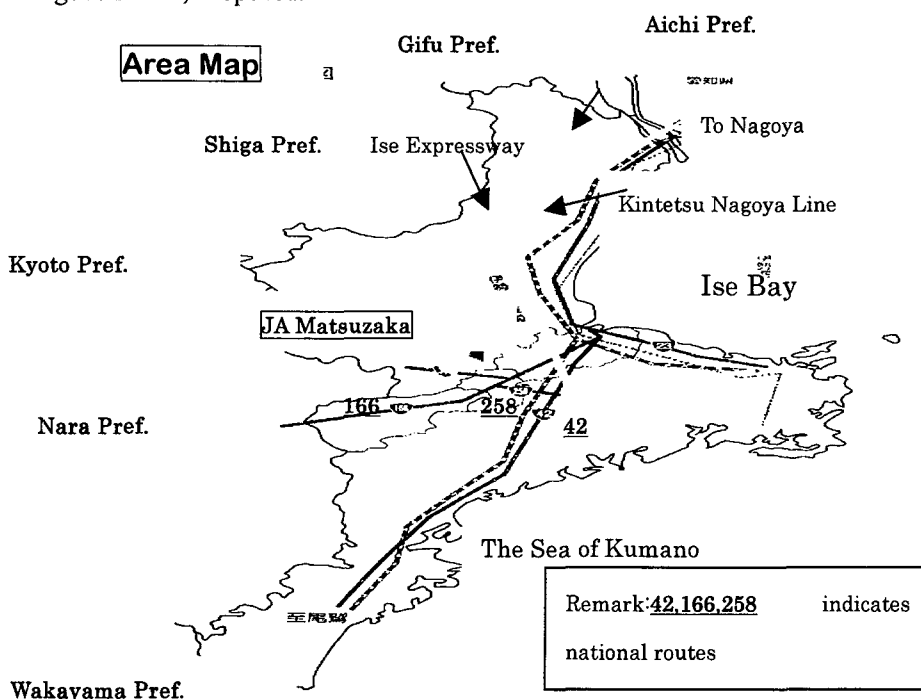 Aichi Pref.
Gifu Pref.
Area Map
To Nagoya
Shiga Pref.
Ise Expressway
Kintetsu Nagoya Line
Kyoto Pref.
Ise Bay
JA Matsuzaka
166
258
42
Nara Pref.
The Sea of Kumano
Remark:42,166,258 indicates
national routes
至尾鷲
Wakayama Pref.